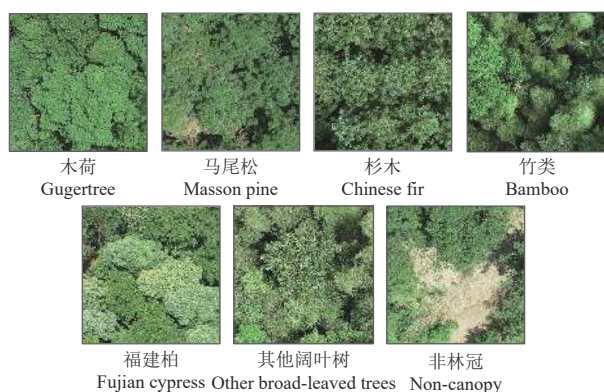 木荷 马尾松 杉木 竹类
Gugertree Masson pine Chinese fir Bamboo
福建柏 其他阔叶树 非林冠
Fujian cypress Other broad-leaved trees Non-canopy